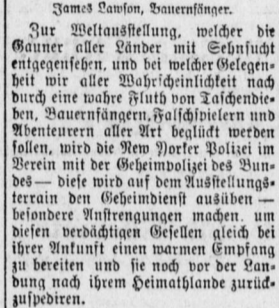 James Lawson, Bauernfänger.
Zur Weltausstellung, welcher die
Gauner aller Länder mit Sehnsucht
entgegensehen, und bei welcher Gelegen-
heit wir aller Wahrscheinlichkeit nach
durch eine wahre Fluth von Taschendie-
ben, Bauernfängern, Falschspielern und
Abenteurern aller Art beglückt werden
sollen, wird die New Yorker Polizei im
Verein mit der Geheimpolizei des Bun-
des — diese wird auf dem Ausstellungs-
terrain den Geheimdienst ausüben —
besondere Anstrengungen machen, um
diesen verdächtigen Gesellen gleich bei
ihrer Ankunft einen warmen Empfang
zu bereiten und sie noch vor der Lan-
dung nach ihrem Heimathlande zurück
zuspediren.